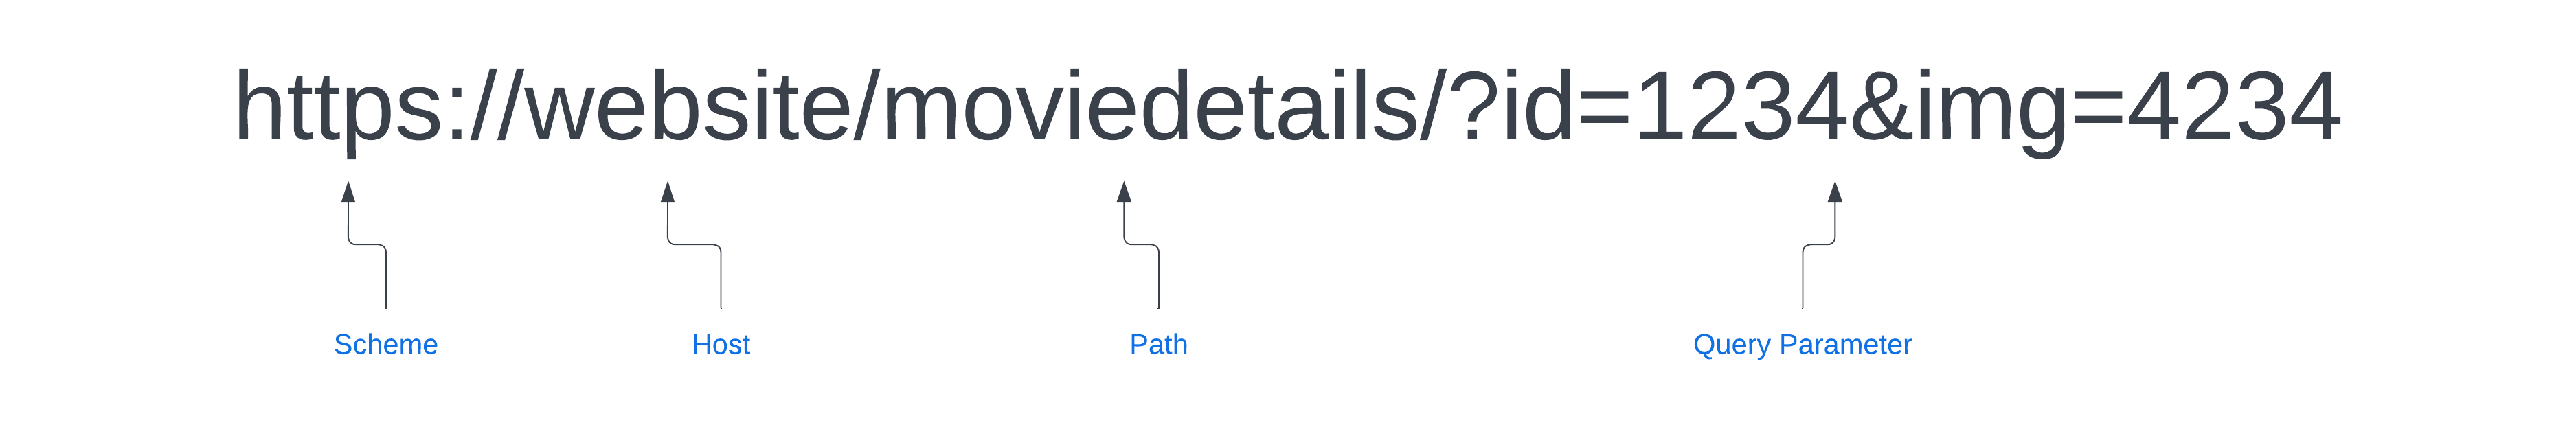 https://website/moviedetails/?id=1234&img=4234
Scheme
Host
Path
Query Parameter